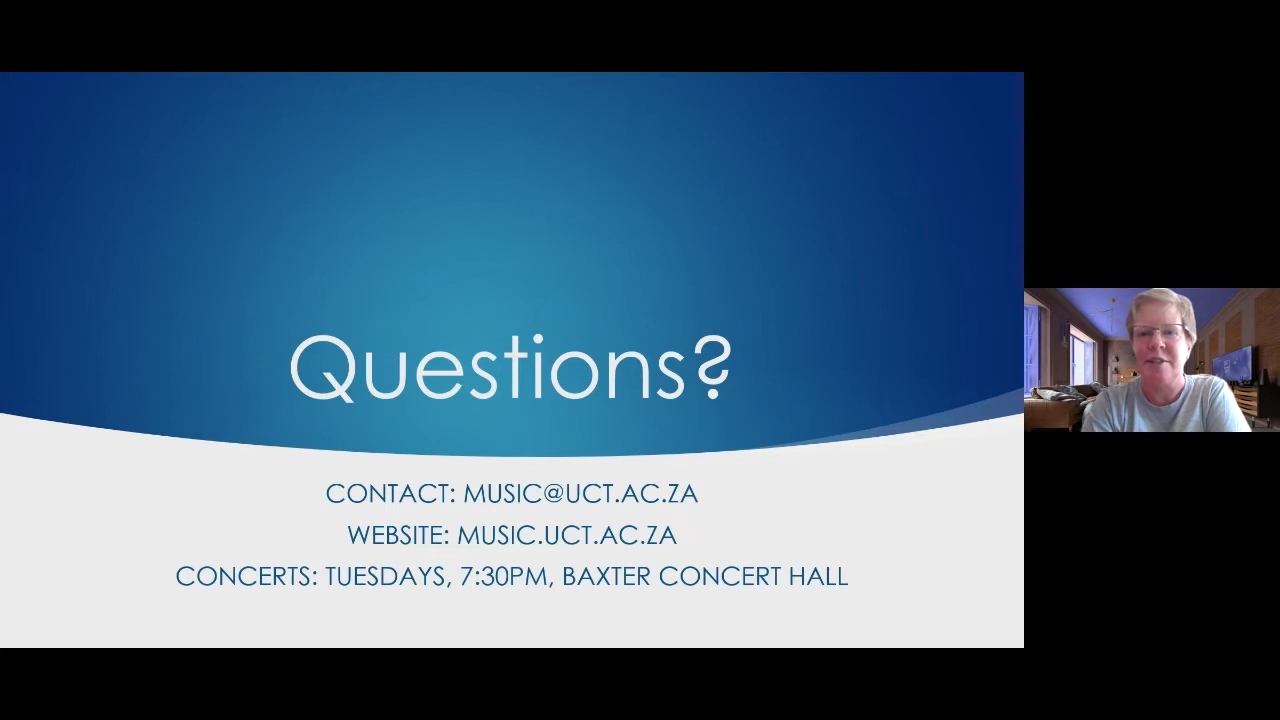 Questions?
CONTACT: MUSIC@UCT.AC.ZA
WEBSITE: MUSIC.UCT.AC.ZA
CONCERTS: TUESDAYS, 7:30PM, BAXTER CONCERT HALL